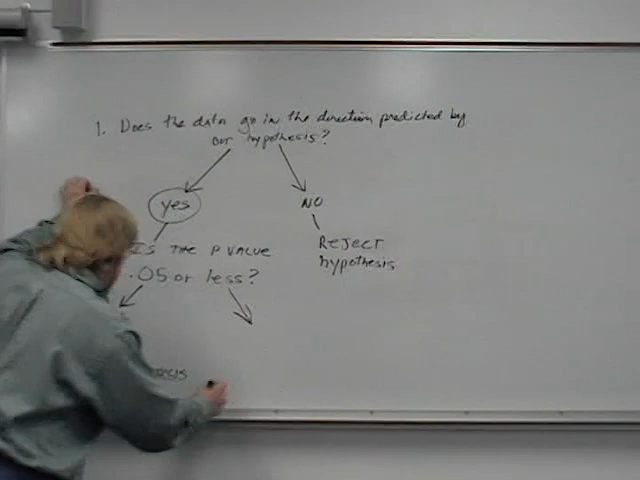 1. Does the data go in the direction predicted by
our hypothesis?
yes
NO
IS THE P VALUE
.05 or less?
Reject
hypothesis